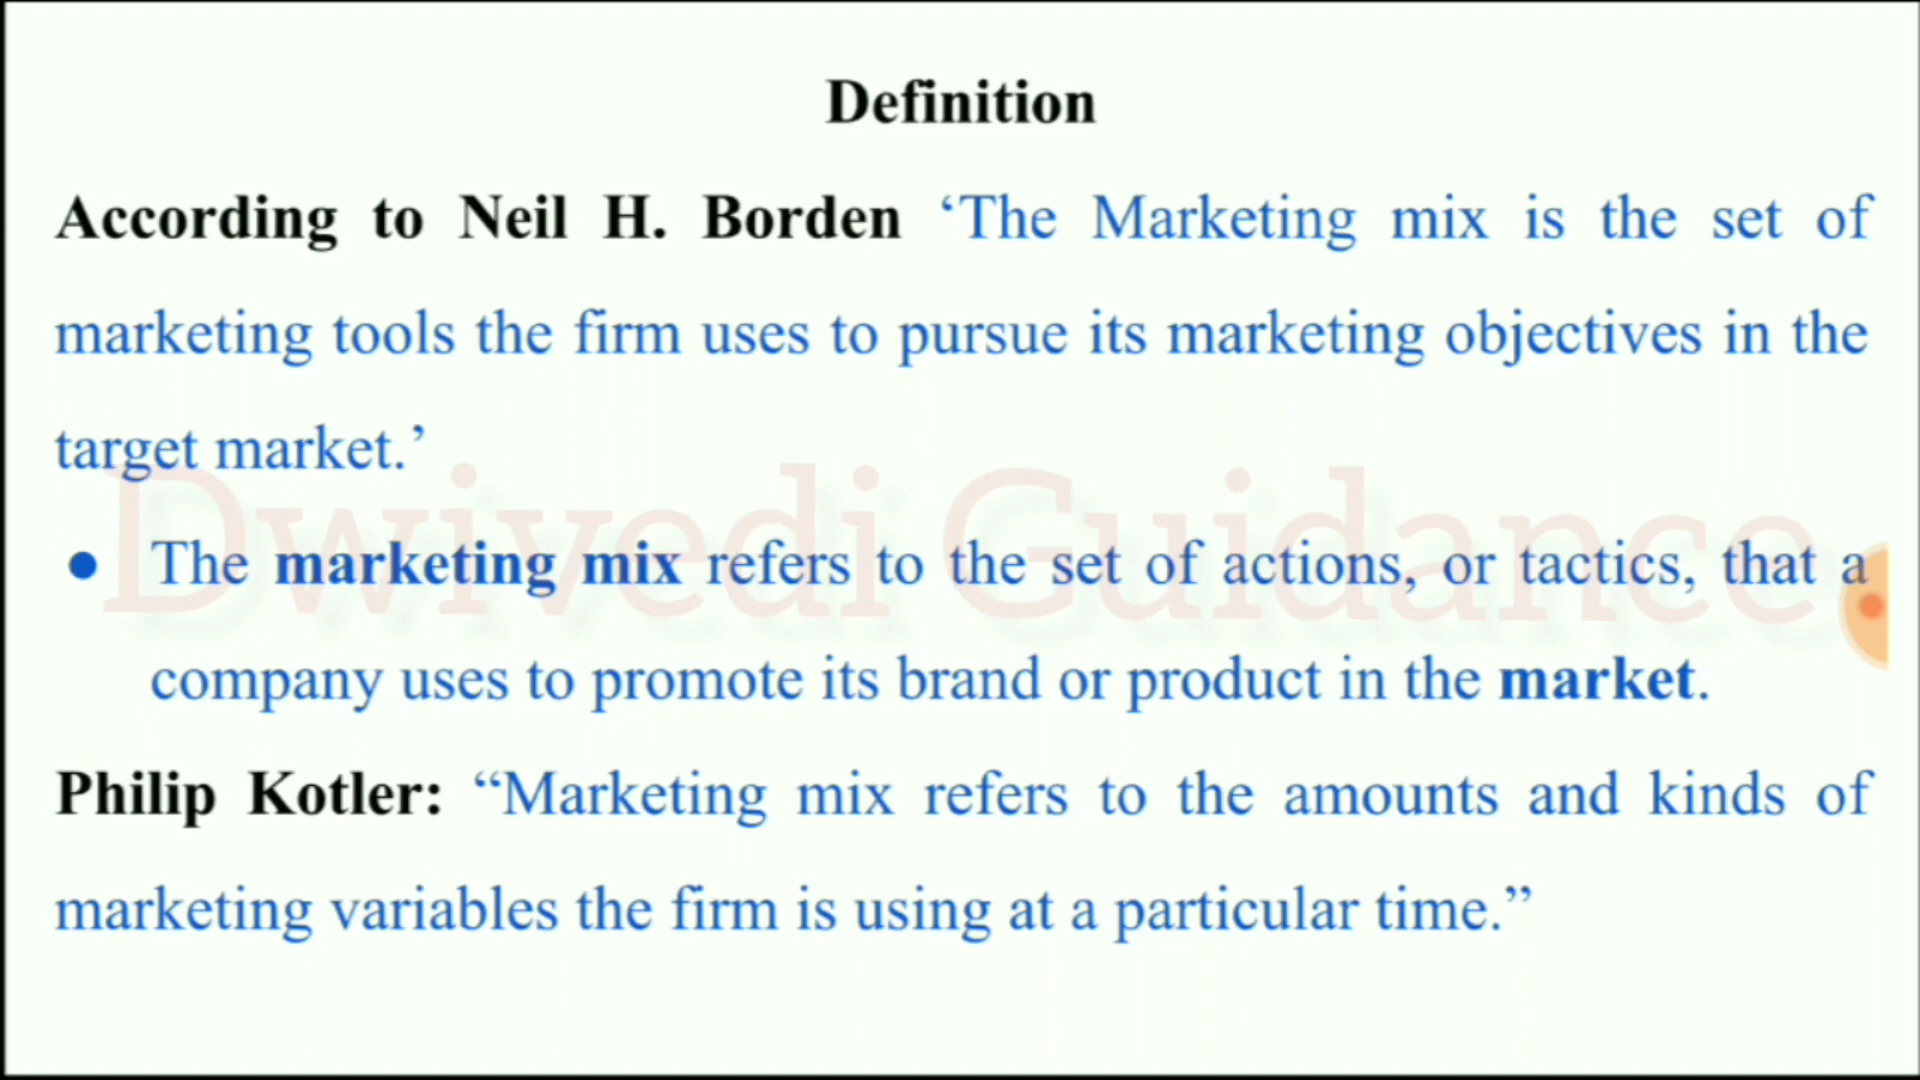 Definition
According to Neil H. Borden ‘The Marketing mix is the set of
marketing tools the firm uses to pursue its marketing objectives in the
target market.’
Dwivedi Guidance
● The marketing mix refers to the set of actions, or tactics, that a
company uses to promote its brand or product in the market.
Philip Kotler: “Marketing mix refers to the amounts and kinds of
marketing variables the firm is using at a particular time.”